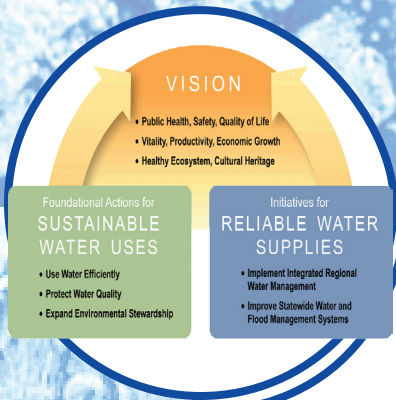 VISION
• Public Health, Safety, Quality of Life
• Vitality, Productivity, Economic Growth
• Healthy Ecosystem, Cultural Heritage
Foundational Actions for
SUSTAINABLE
WATER USES
• Use Water Efficiently
• Protect Water Quality
• Expand Environmental Stewardship
Initiatives for
RELIABLE WATER
SUPPLIES
• Implement Integrated Regional
Water Management
• Improve Statewide Water and
Flood Management Systems